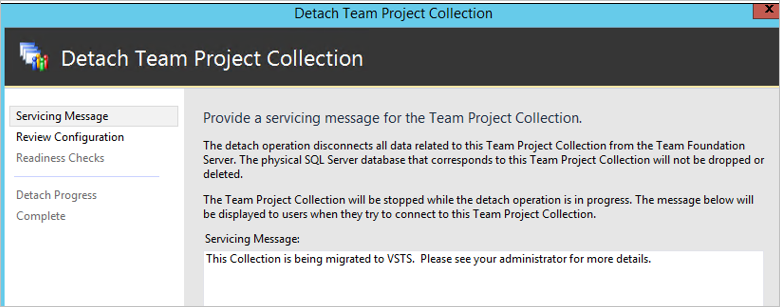 Detach Team Project Collection
x
Detach Team Project Collection
Servicing Message
Review Configuration
Readiness Checks
Detach Progress
Complete
Provide a servicing message for the Team Project Collection.
The detach operation disconnects all data related to this Team Project Collection from the Team Foundation
Server. The physical SQL Server database that corresponds to this Team Project Collection will not be dropped or
deleted.
The Team Project Collection will be stopped while the detach operation is in progress. The message below will
be displayed to users when they try to connect to this Team Project Collection.
Servicing Message:
This Collection is being migrated to VSTS.  Please see your administrator for more details.